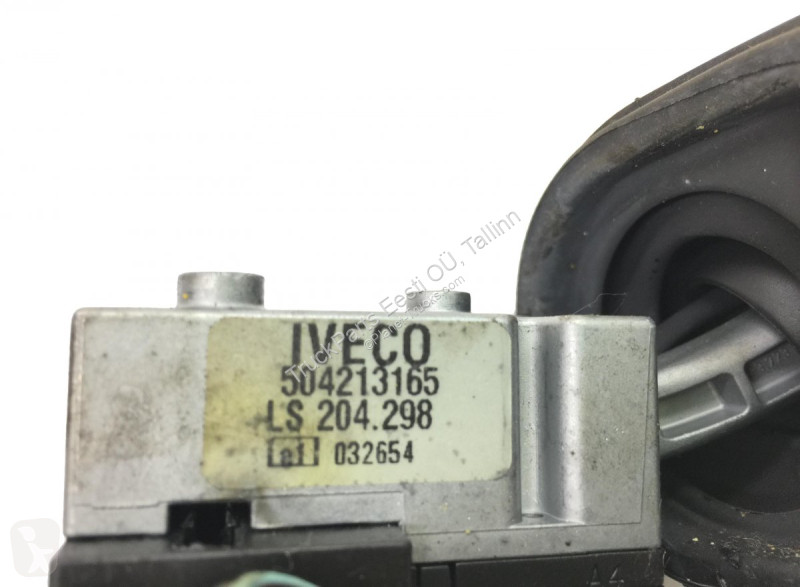 IVECO
504213165
LS 204.298
e1 032654
TruckParts Eesti OÜ, Tallinn